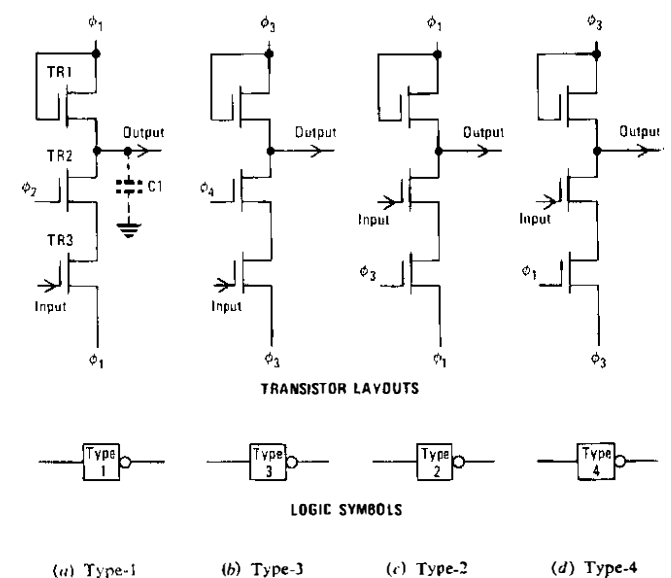 ϕ1 ϕ3 ϕ1 ϕ3
TR1
Output Output Output Output
TR2
C1
ϕ2 ϕ4 Input Input
TR3
ϕ3 ϕ1
Input Input
ϕ1 ϕ3 ϕ1 ϕ3
TRANSISTOR LAYOUTS
Type 1 Type 3 Type 2 Type 4
LOGIC SYMBOLS
(a) Type-1 (b) Type-3 (c) Type-2 (d) Type-4